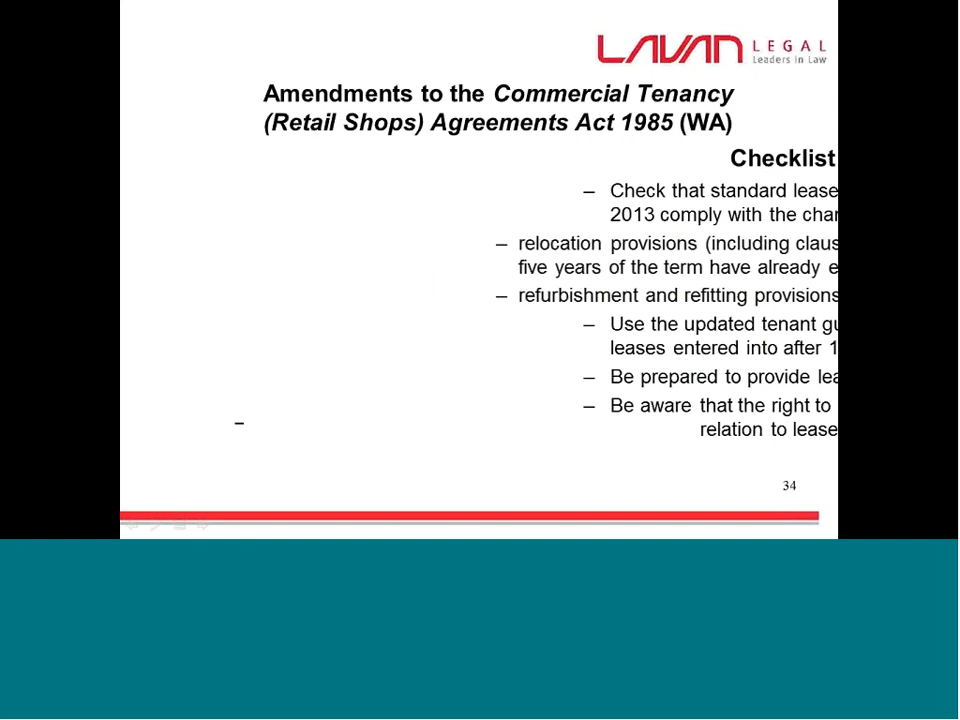 LAVAN LEGAL
Leaders in Law
Amendments to the Commercial Tenancy
(Retail Shops) Agreements Act 1985 (WA)
Checklist
– Check that standard lease
2013 comply with the
– relocation provisions (including
five years of the term have already
– refurbishment and refitting provisions
– Use the updated tenant
leases entered into after
– Be prepared to provide
– Be aware that the right to
relation to lease
–
34